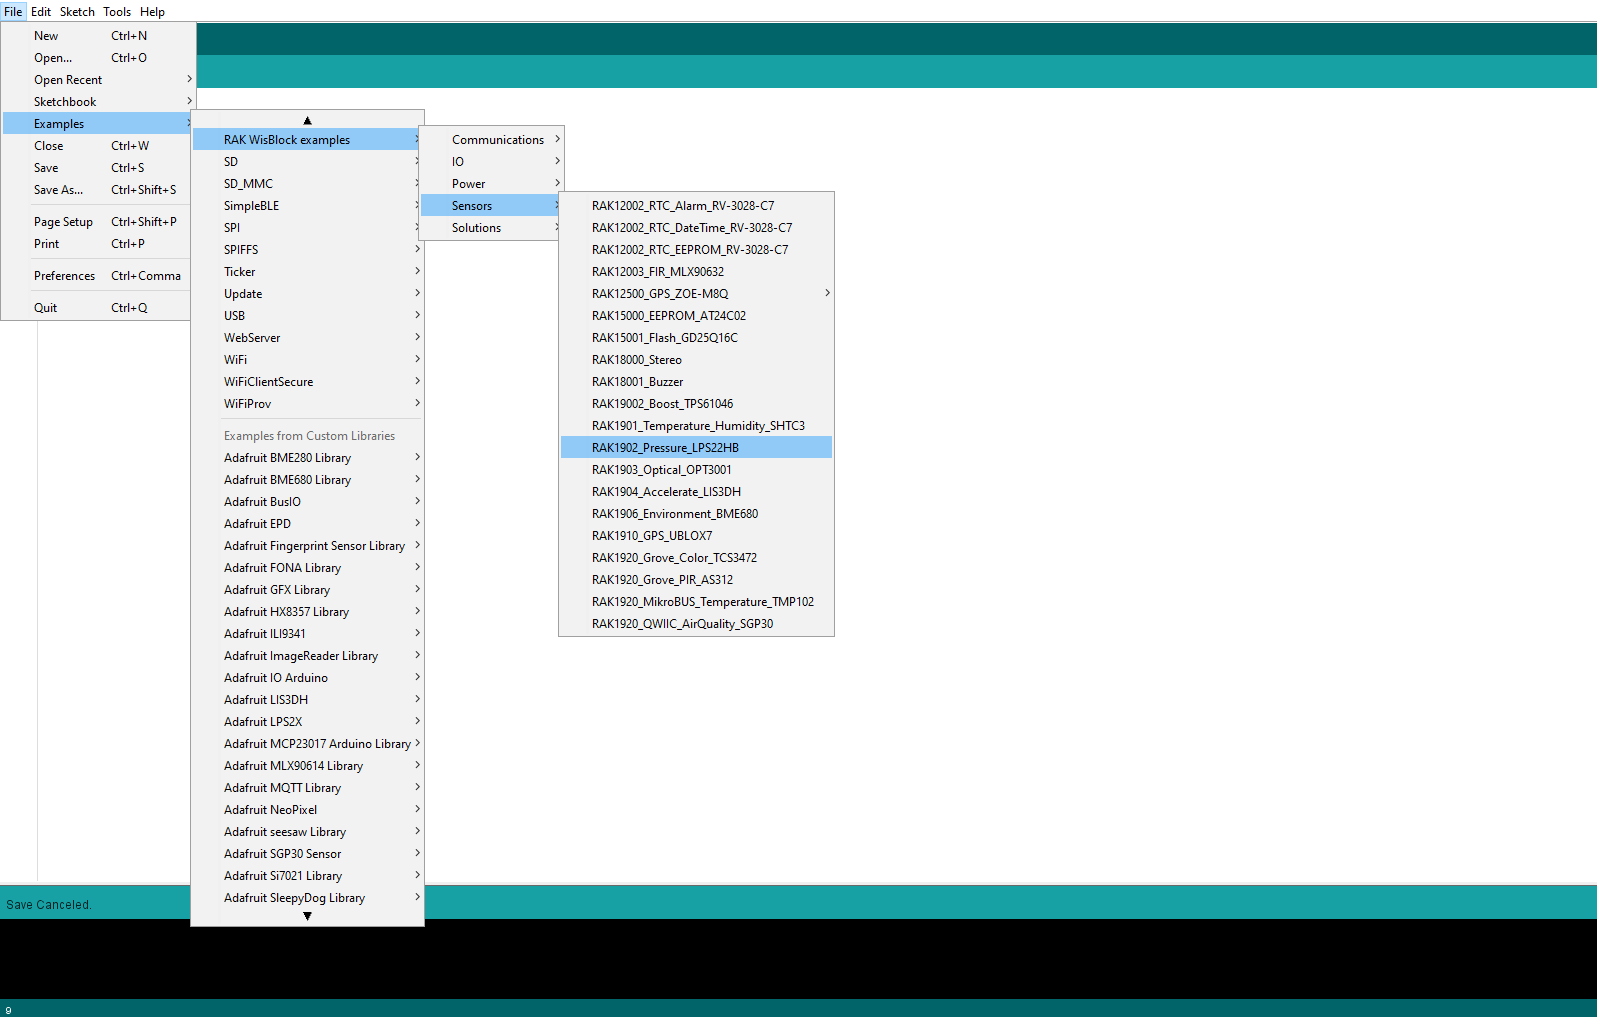 File Edit Sketch Tools Help
New Ctrl+N
Open... Ctrl+O
Open Recent
Sketchbook
Examples
Close Ctrl+W
Save Ctrl+S
Save As... Ctrl+Shift+S
Page Setup Ctrl+Shift+P
Print Ctrl+P
Preferences Ctrl+Comma
Quit Ctrl+Q
RAK WisBlock examples
SD
SD_MMC
SimpleBLE
SPI
SPIFFS
Ticker
Update
USB
WebServer
WiFi
WiFiClientSecure
WiFiProv
Examples from Custom Libraries
Adafruit BME280 Library
Adafruit BME680 Library
Adafruit BusIO
Adafruit EPD
Adafruit Fingerprint Sensor Library
Adafruit FONA Library
Adafruit GFX Library
Adafruit HX8357 Library
Adafruit ILI9341
Adafruit ImageReader Library
Adafruit IO Arduino
Adafruit LIS3DH
Adafruit LPS2X
Adafruit MCP23017 Arduino Library
Adafruit MLX90614 Library
Adafruit MQTT Library
Adafruit NeoPixel
Adafruit seesaw Library
Adafruit SGP30 Sensor
Adafruit Si7021 Library
Adafruit SleepyDog Library
Communications
IO
Power
Sensors
Solutions
RAK12002_RTC_Alarm_RV-3028-C7
RAK12002_RTC_DateTime_RV-3028-C7
RAK12002_RTC_EEPROM_RV-3028-C7
RAK12003_FIR_MLX90632
RAK12500_GPS_ZOE-M8Q
RAK15000_EEPROM_AT24C02
RAK15001_Flash_GD25Q16C
RAK18000_Stereo
RAK18001_Buzzer
RAK19002_Boost_TPS61046
RAK1901_Temperature_Humidity_SHTC3
RAK1902_Pressure_LPS22HB
RAK1903_Optical_OPT3001
RAK1904_Accelerate_LIS3DH
RAK1906_Environment_BME680
RAK1910_GPS_UBLOX7
RAK1920_Grove_Color_TCS3472
RAK1920_Grove_PIR_AS312
RAK1920_MikroBUS_Temperature_TMP102
RAK1920_QWIIC_AirQuality_SGP30
Save Canceled.
9